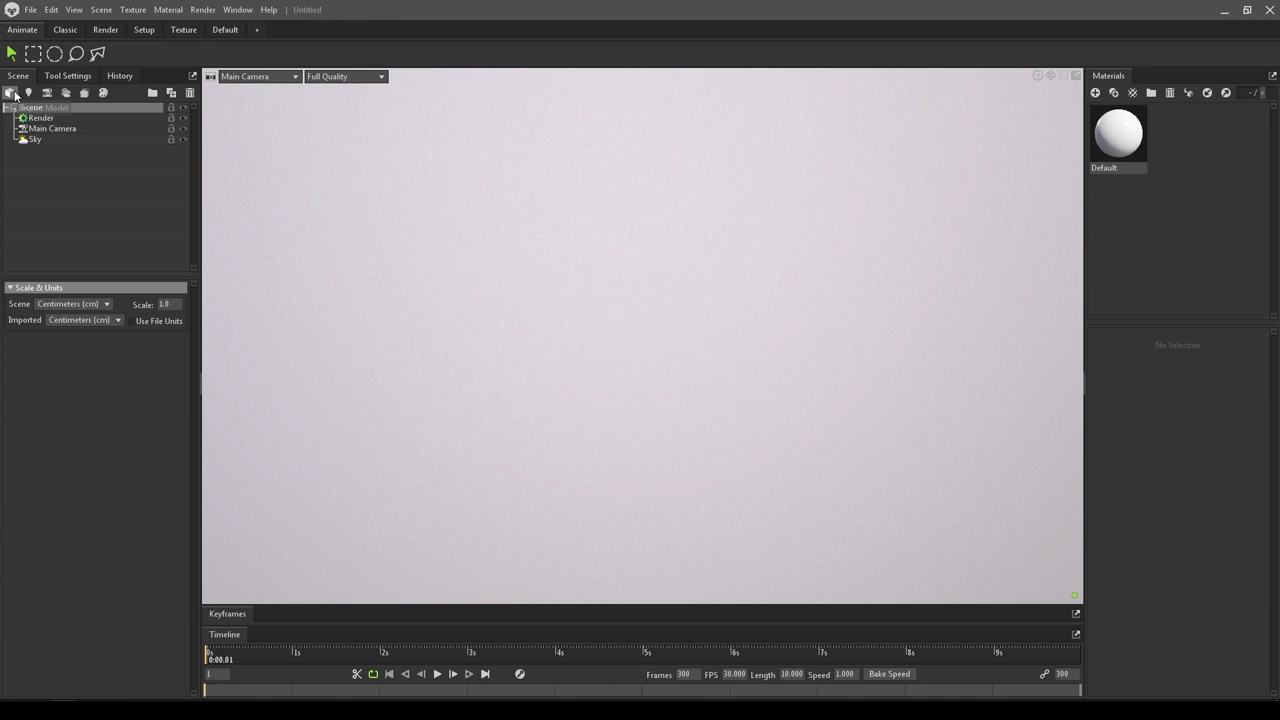 File Edit View Scene Texture Material Render Window Help | Untitled
Animate Classic Render Setup Texture Default +
Scene Tool Settings History
Main Camera Full Quality
Materials
Scene Model
Render
Main Camera
Sky
Default
Scale & Units
Scene Centimeters (cm) Scale: 1.0
Imported Centimeters (cm) Use File Units
No Selection
Keyframes
Timeline
0s 1s 2s 3s 4s 5s 6s 7s 8s 9s
0:00.01
1 Frames 300 FPS 30.000 Length 10.000 Speed 1.000 Bake Speed 300